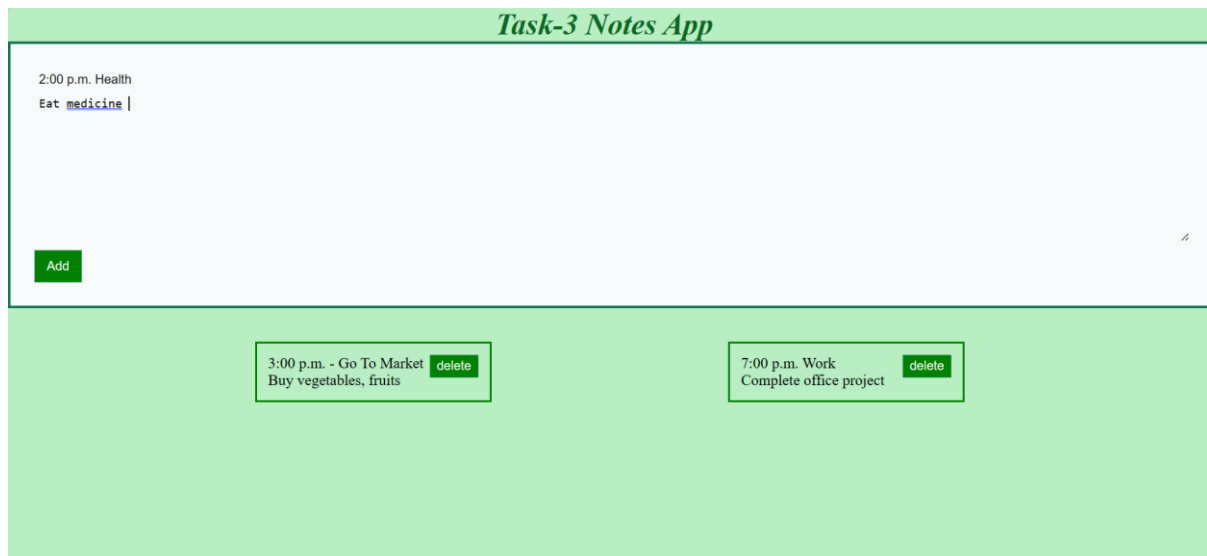 Task-3 Notes App
2:00 p.m. Health
Eat medicine
Add
3:00 p.m. - Go To Market
Buy vegetables, fruits
delete
7:00 p.m. Work
Complete office project
delete